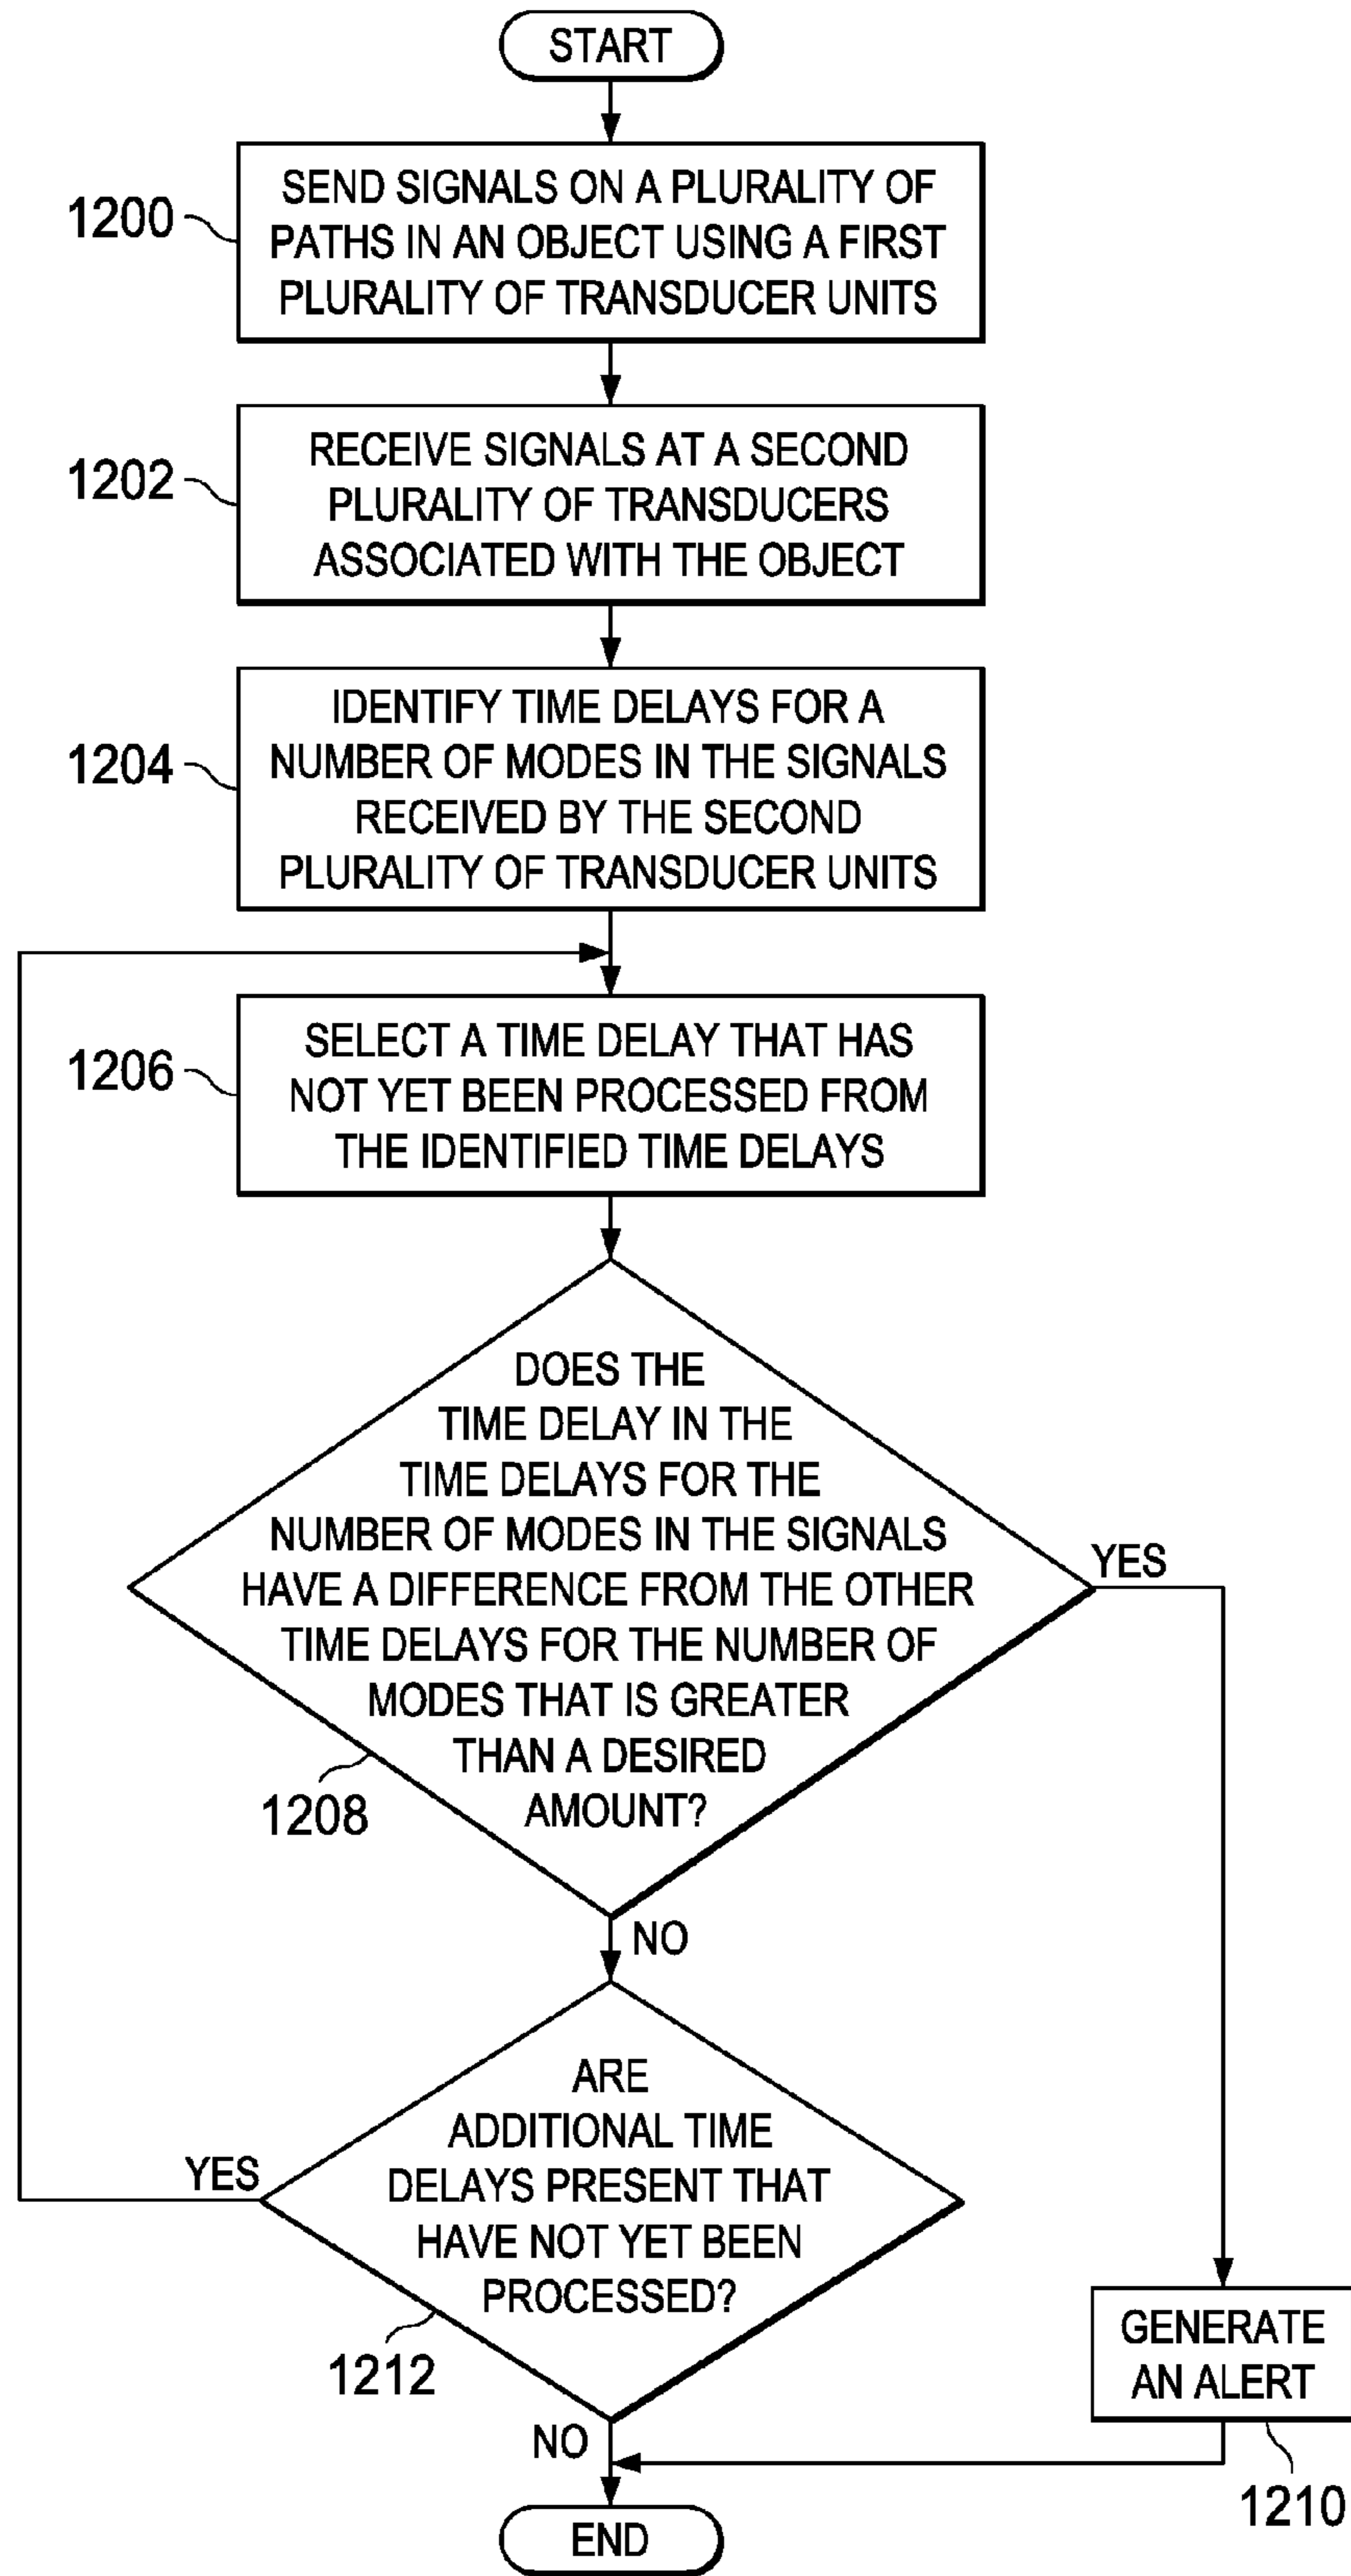 START
1200
SEND SIGNALS ON A PLURALITY OF
PATHS IN AN OBJECT USING A FIRST
PLURALITY OF TRANSDUCER UNITS
1202
RECEIVE SIGNALS AT A SECOND
PLURALITY OF TRANSDUCERS
ASSOCIATED WITH THE OBJECT
1204
IDENTIFY TIME DELAYS FOR A
NUMBER OF MODES IN THE SIGNALS
RECEIVED BY THE SECOND
PLURALITY OF TRANSDUCER UNITS
1206
SELECT A TIME DELAY THAT HAS
NOT YET BEEN PROCESSED FROM
THE IDENTIFIED TIME DELAYS
DOES THE
TIME DELAY IN THE
TIME DELAYS FOR THE
NUMBER OF MODES IN THE SIGNALS
HAVE A DIFFERENCE FROM THE OTHER
TIME DELAYS FOR THE NUMBER OF
MODES THAT IS GREATER
THAN A DESIRED
AMOUNT?
1208
YES
NO
ARE
ADDITIONAL TIME
DELAYS PRESENT THAT
HAVE NOT YET BEEN
PROCESSED?
YES
1212
NO
GENERATE
AN ALERT
1210
END